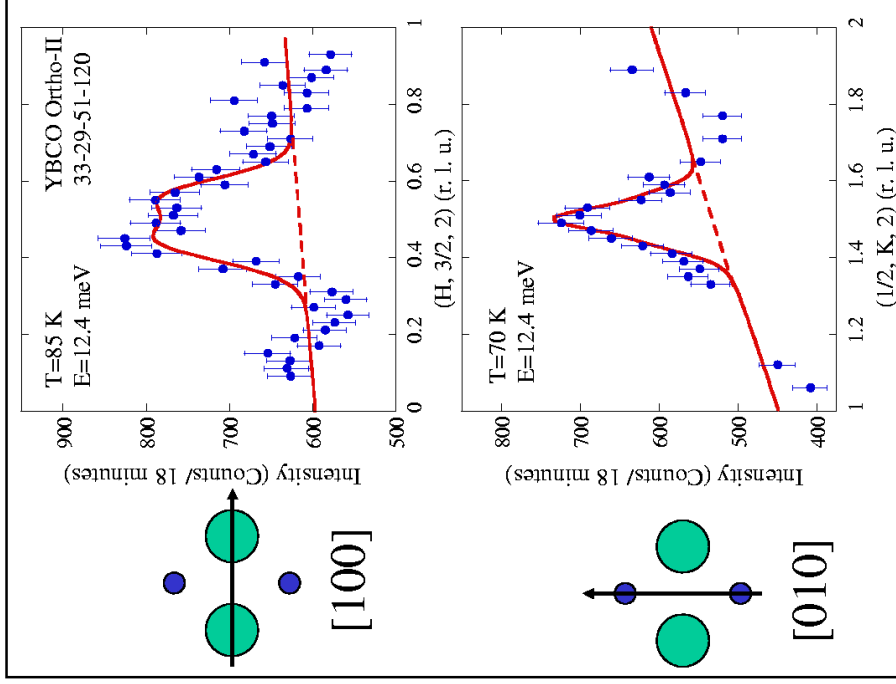 T=85 K
E=12.4 meV
YBCO Ortho-II
33-29-51-120
900
800
700
600
500
Intensity (Counts/ 18 minutes)
0
0.2
0.4
0.6
0.8
1
(H, 3/2, 2) (r. l. u.)
[100]
T=70 K
E=12.4 meV
800
700
600
500
400
Intensity (Counts/ 18 minutes)
1
1.2
1.4
1.6
1.8
2
(1/2, K, 2) (r. l. u.)
[010]